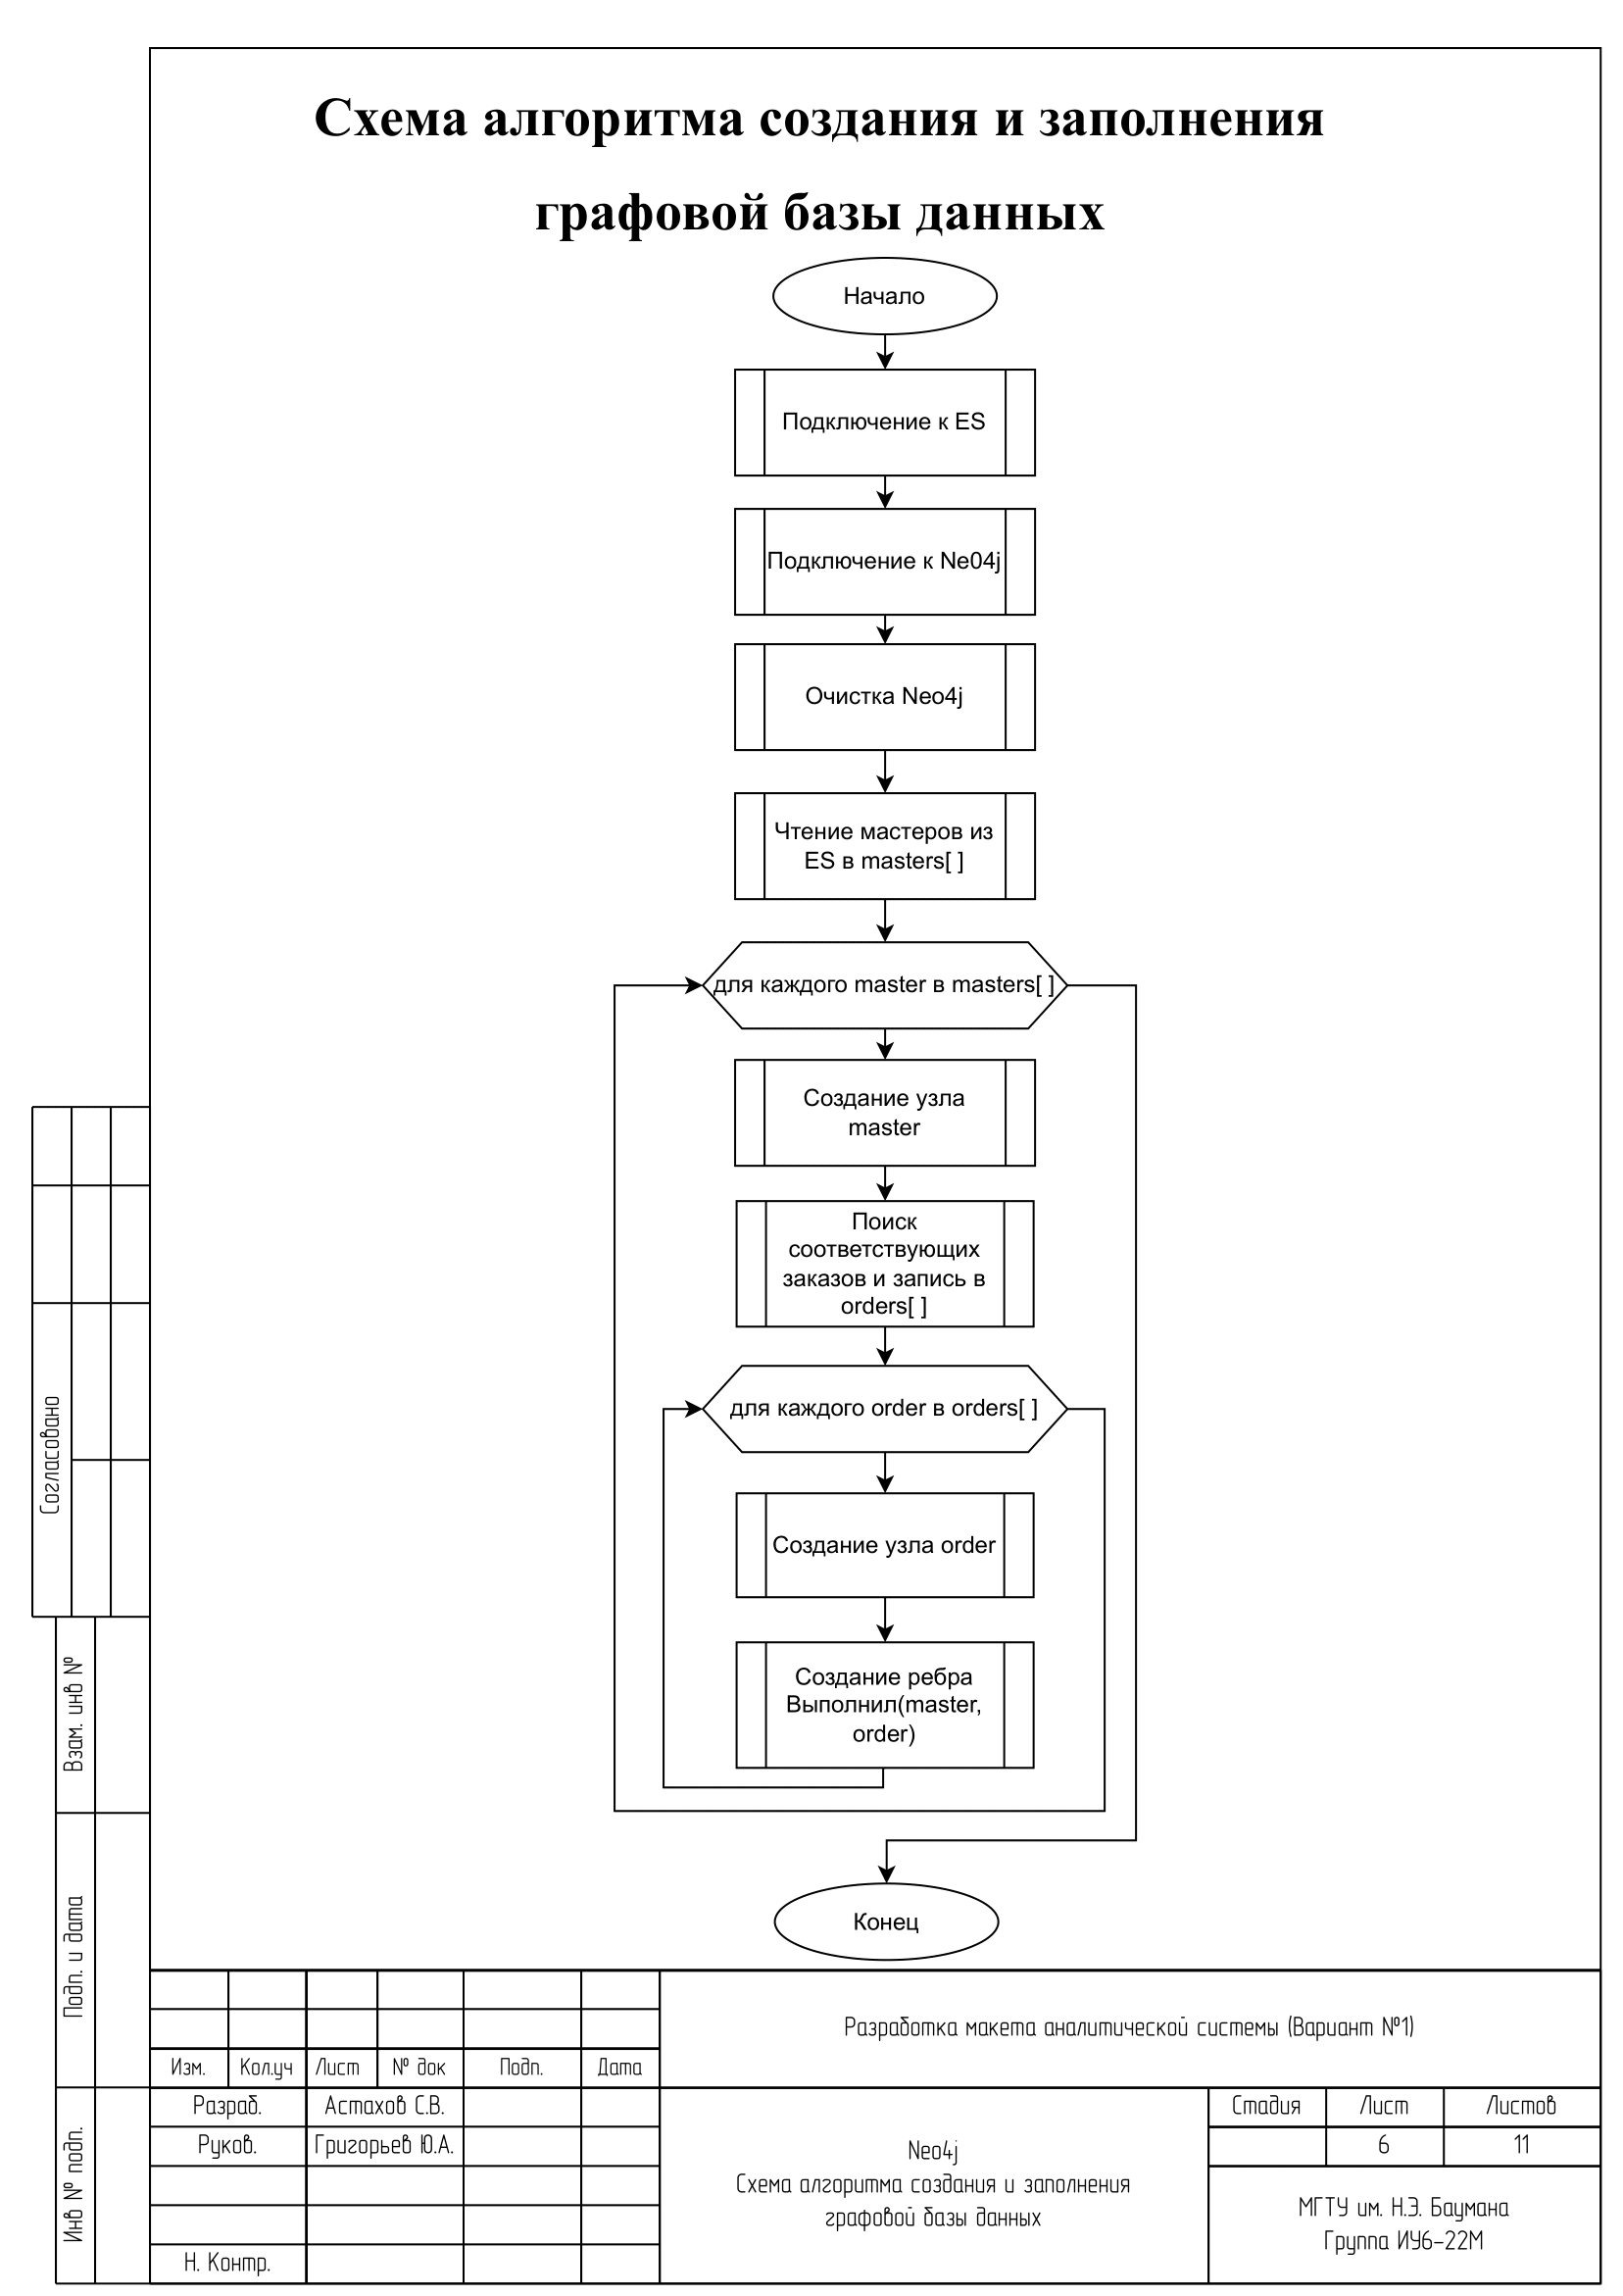 Схема алгоритма создания и заполнения
графовой базы данных
Начало
Подключение к ES
Подключение к Ne04j
Очистка Neo4j
Чтение мастеров из
ES в masters[ ]
для каждого master в masters[ ]
Создание узла
master
Поиск
соответствующих
заказов и запись в
orders[ ]
для каждого order в orders[ ]
Создание узла order
Создание ребра
Выполнил(master,
order)
Конец
Согласовано
Взам. инв №
Подп. и дата
Инв № подп.
Разработка макета аналитической системы (Вариант №1)
Изм. Кол.уч Лист № док Подп. Дата
Разраб. Астахов С.В.
Руков. Григорьев Ю.А.
Н. Контр.
Neo4j
Схема алгоритма создания и заполнения
графовой базы данных
Стадия Лист Листов
6 11
МГТУ им. Н.Э. Баумана
Группа ИУ6-22М